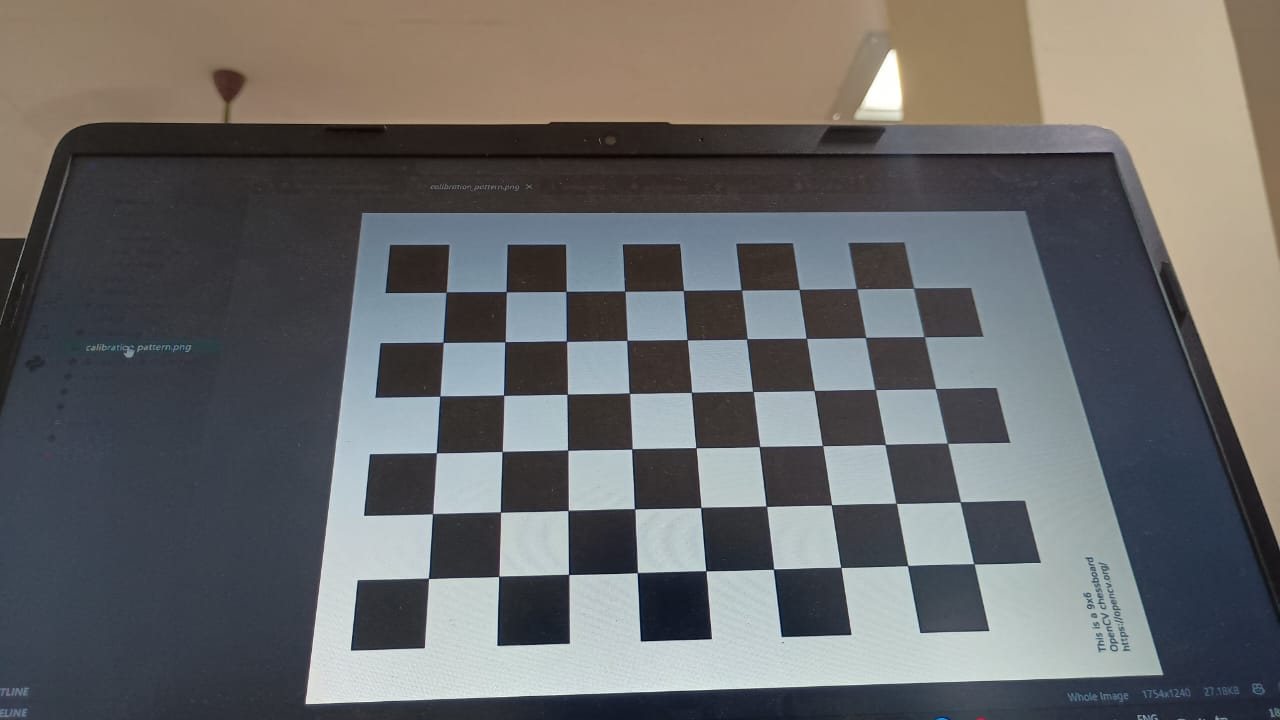 calibration_pattern.png ×
calibration_pattern.png
This is a 9x6
OpenCV chessboard
https://opencv.org/
TLINE
ELINE
Whole Image 1754x1240 27.18KB
ENG
18